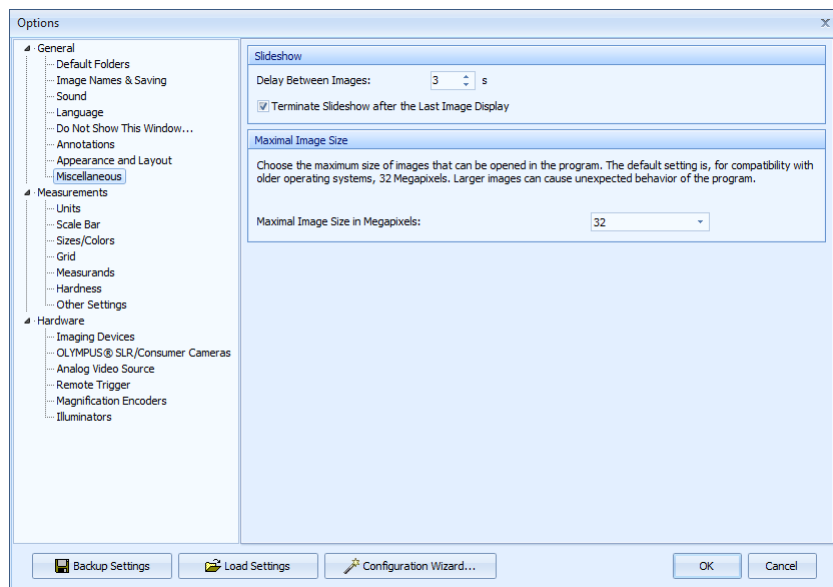 Options
General
Default Folders
Image Names & Saving
Sound
Language
Do Not Show This Window...
Annotations
Appearance and Layout
Miscellaneous
Measurements
Units
Scale Bar
Sizes/Colors
Grid
Measurands
Hardness
Other Settings
Hardware
Imaging Devices
OLYMPUS® SLR/Consumer Cameras
Analog Video Source
Remote Trigger
Magnification Encoders
Illuminators
Slideshow
Delay Between Images: 3 s
Terminate Slideshow after the Last Image Display
Maximal Image Size
Choose the maximum size of images that can be opened in the program. The default setting is, for compatibility with
older operating systems, 32 Megapixels. Larger images can cause unexpected behavior of the program.
Maximal Image Size in Megapixels: 32
Backup Settings Load Settings Configuration Wizard... OK Cancel